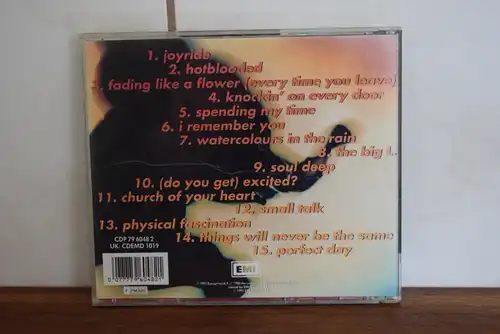 1. joyride
2. hotblooded
3. fading like a flower (every time you leave)
4. knockin' on every door
5. spending my time
6. i remember you
7. watercolours in the rain
8. the big l.
9. soul deep
10. (do you get) excited?
11. church of your heart
12. small talk
13. physical fascination
14. things will never be the same
15. perfect day
CDP 79 6048 2
UK: CDEMD 1019
EMI